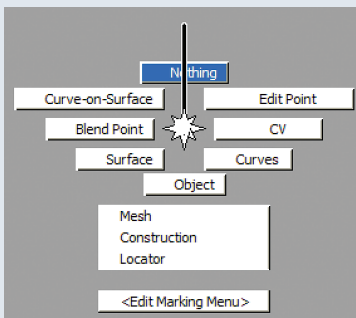 Nothing
Curve-on-Surface Edit Point
Blend Point CV
Surface Curves
Object
Mesh
Construction
Locator
<Edit Marking Menu>